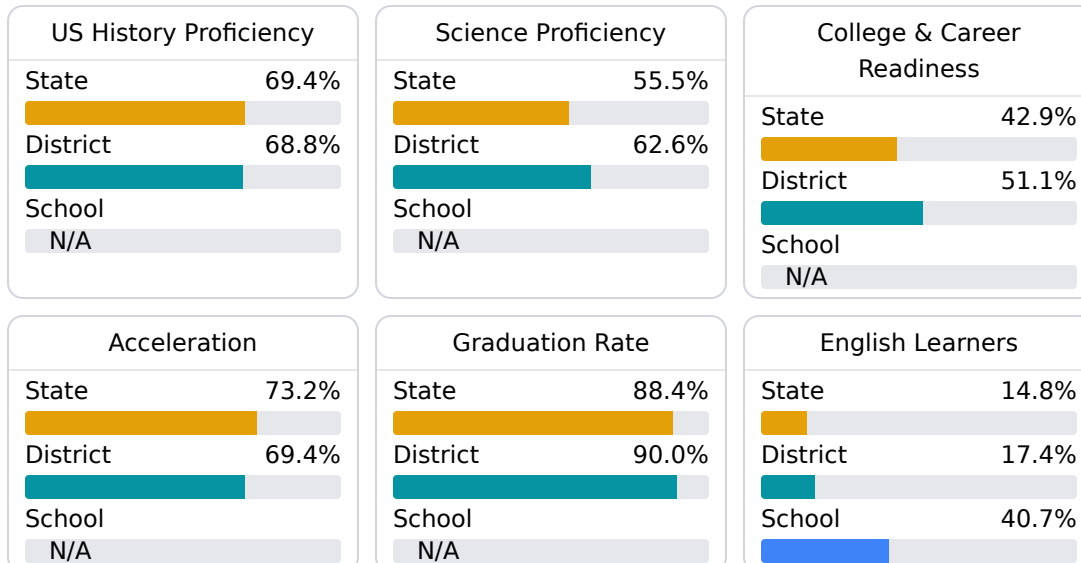 US History Proficiency
State 69.4%
District 68.8%
School
N/A
Science Proficiency
State 55.5%
District 62.6%
School
N/A
College & Career
Readiness
State 42.9%
District 51.1%
School
N/A
Acceleration
State 73.2%
District 69.4%
School
N/A
Graduation Rate
State 88.4%
District 90.0%
School
N/A
English Learners
State 14.8%
District 17.4%
School 40.7%